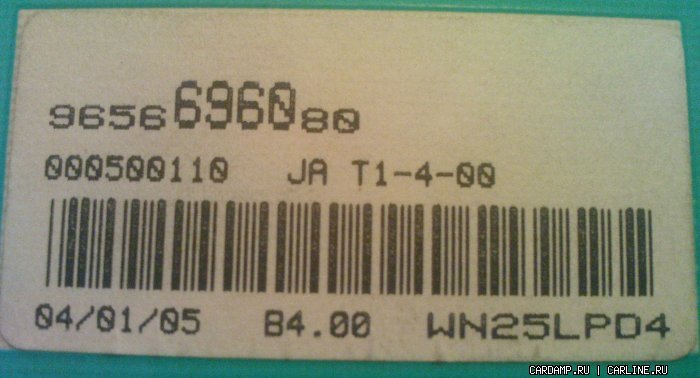 9656696080
000500110 JA T1-4-00
04/01/05 B4.00 WN25LPD4
CARDAMP.RU | CARLINE.RU